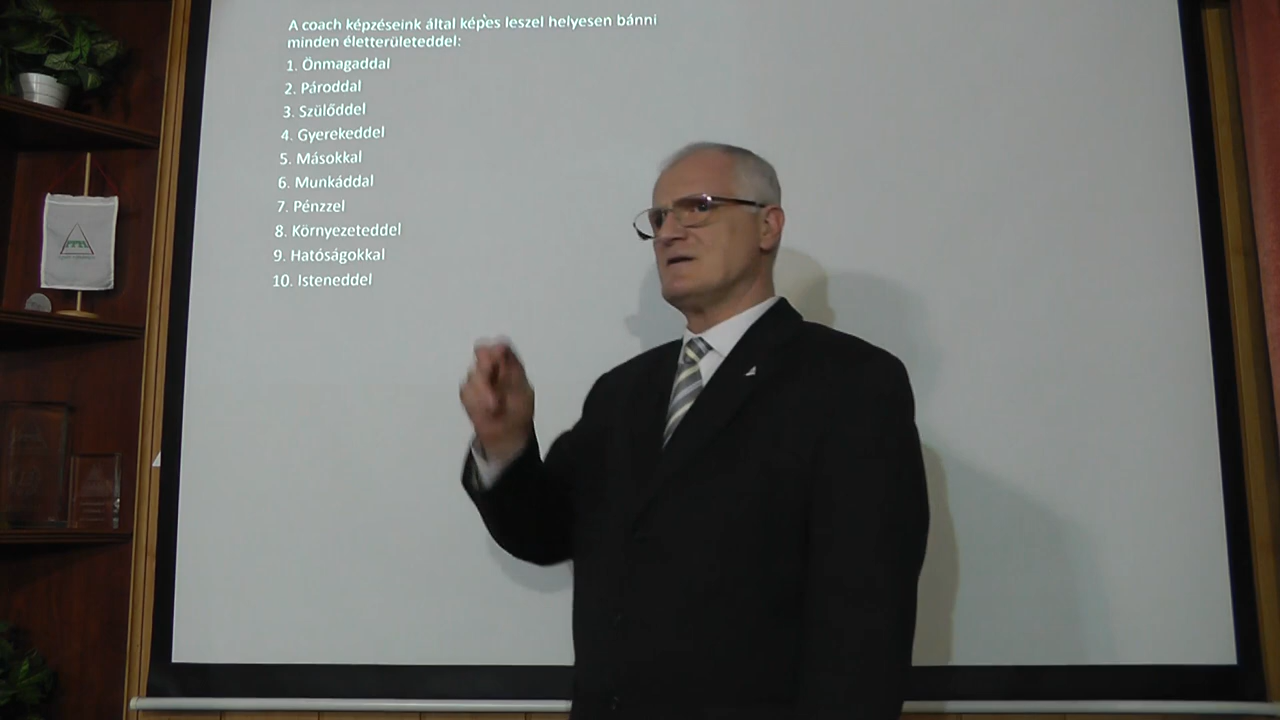 A coach képzéseink által képes leszel helyesen bánni
minden életterületeddel:
1. Önmagaddal
2. Pároddal
3. Szülőddel
4. Gyerekeddel
5. Másokkal
6. Munkáddal
7. Pénzzel
8. Környezeteddel
9. Hatóságokkal
10. Isteneddel